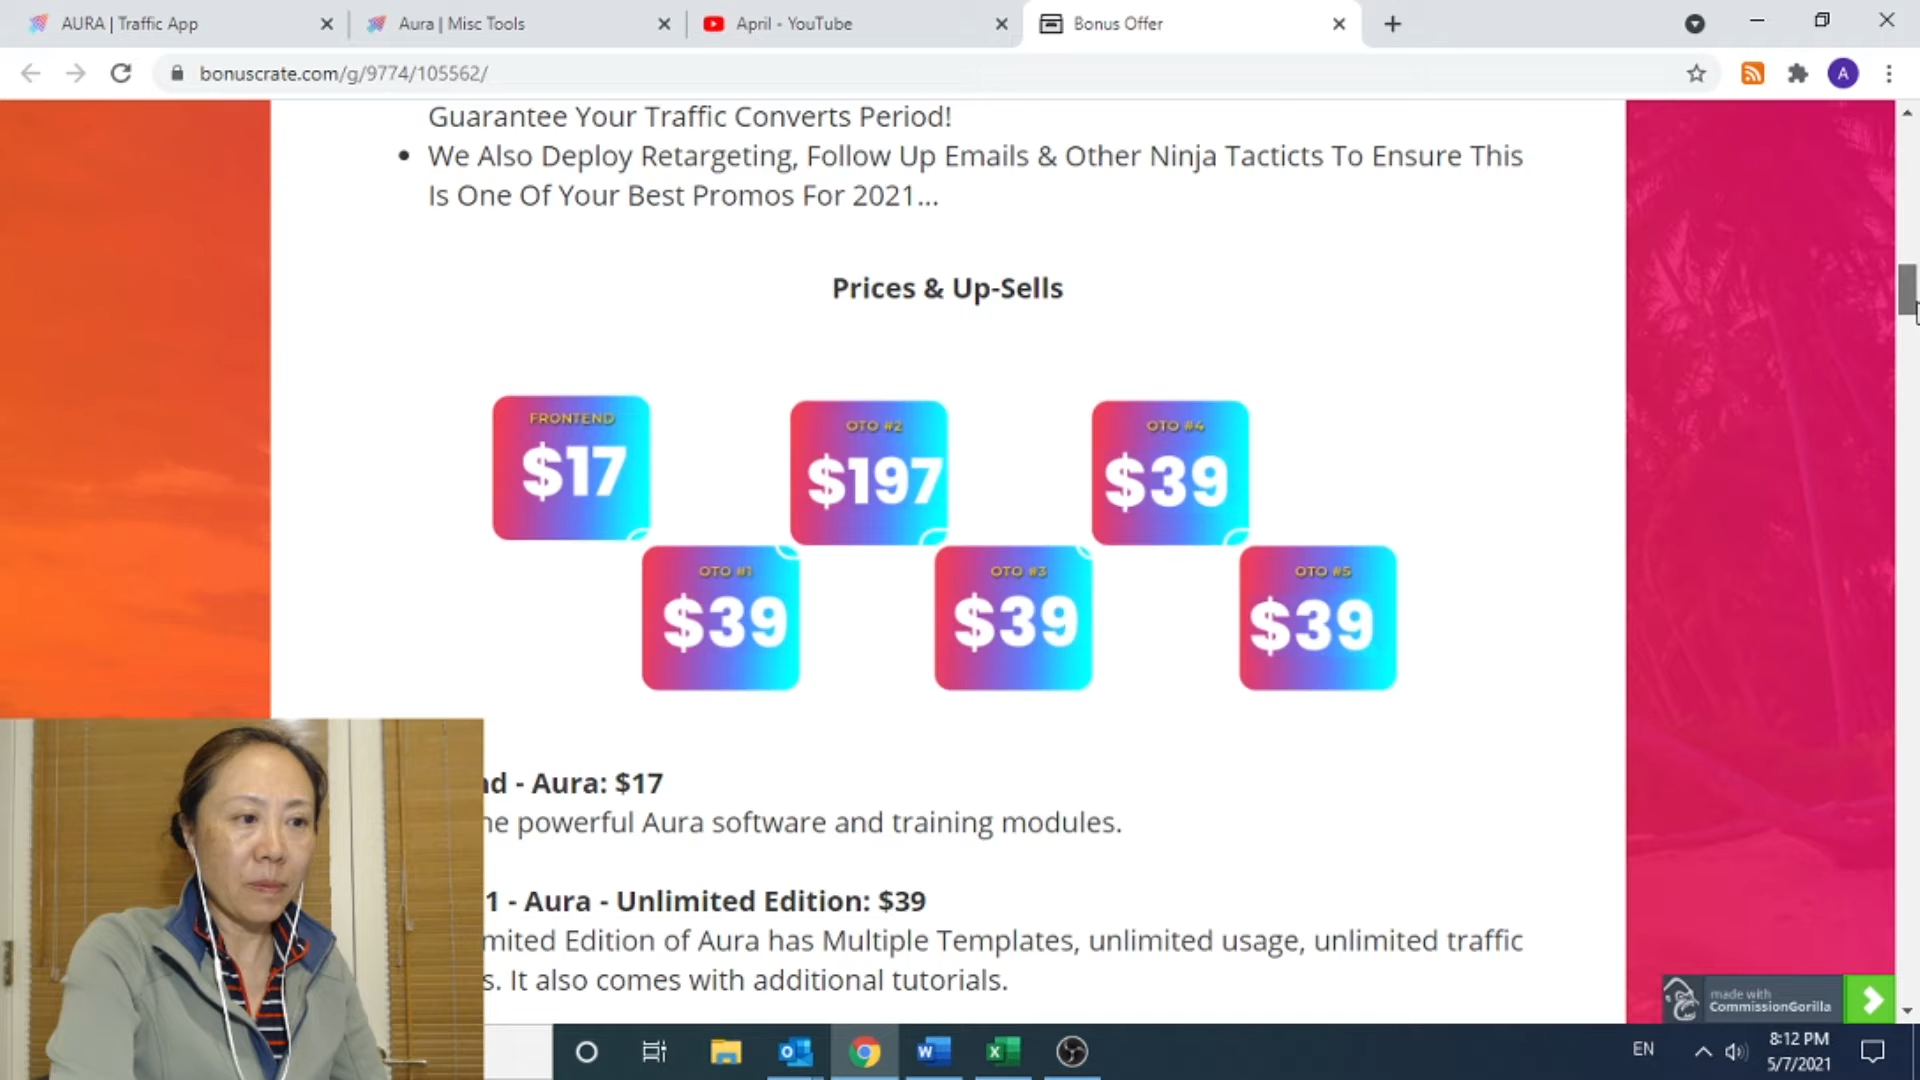 AURA | Traffic App
Aura | Misc Tools
April - YouTube
Bonus Offer
bonuscrate.com/g/9774/105562/
A
Guarantee Your Traffic Converts Period!
• We Also Deploy Retargeting, Follow Up Emails & Other Ninja Tacticts To Ensure This
Is One Of Your Best Promos For 2021...
Prices & Up-Sells
FRONTEND
$17
OTO #2
$197
OTO #4
$39
OTO #1
$39
OTO #3
$39
OTO #5
$39
nd - Aura: $17
he powerful Aura software and training modules.
1 - Aura - Unlimited Edition: $39
mited Edition of Aura has Multiple Templates, unlimited usage, unlimited traffic
s. It also comes with additional tutorials.
made with
CommissionGorilla
EN
8:12 PM
5/7/2021